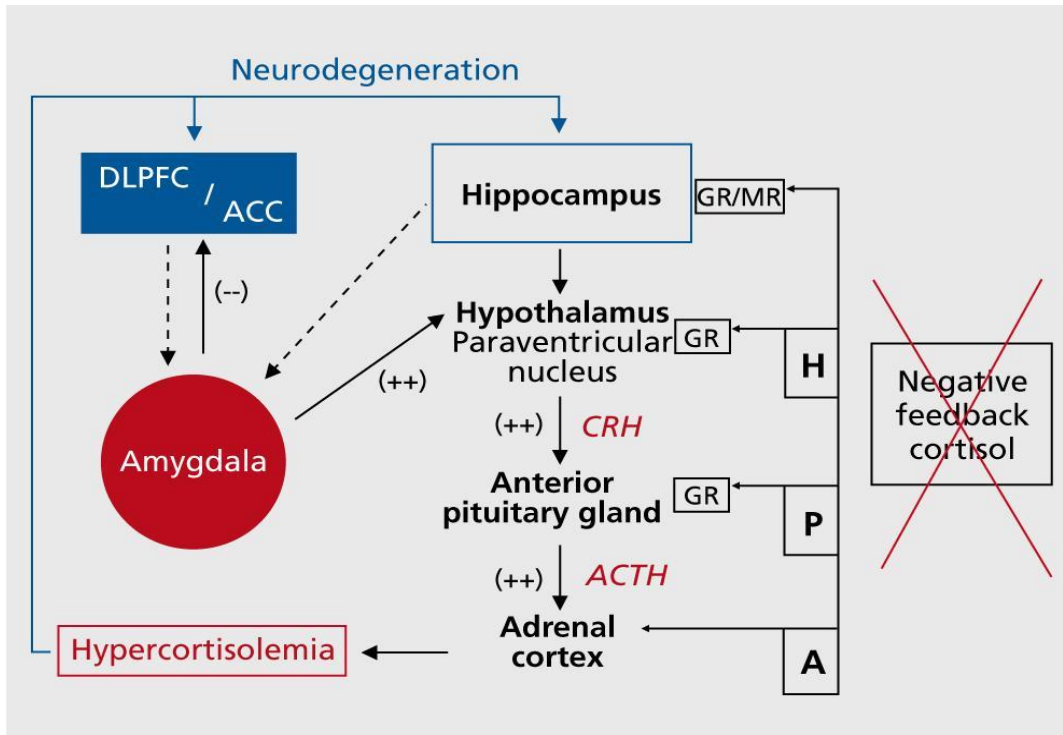 Neurodegeneration
DLPFC
/
ACC
Hippocampus
GR/MR
(--)
Hypothalamus
Paraventricular
nucleus
GR
H
(++)
Negative
feedback
cortisol
(++)
CRH
Amygdala
Anterior
pituitary gland
GR
P
(++)
ACTH
Adrenal
cortex
A
Hypercortisolemia